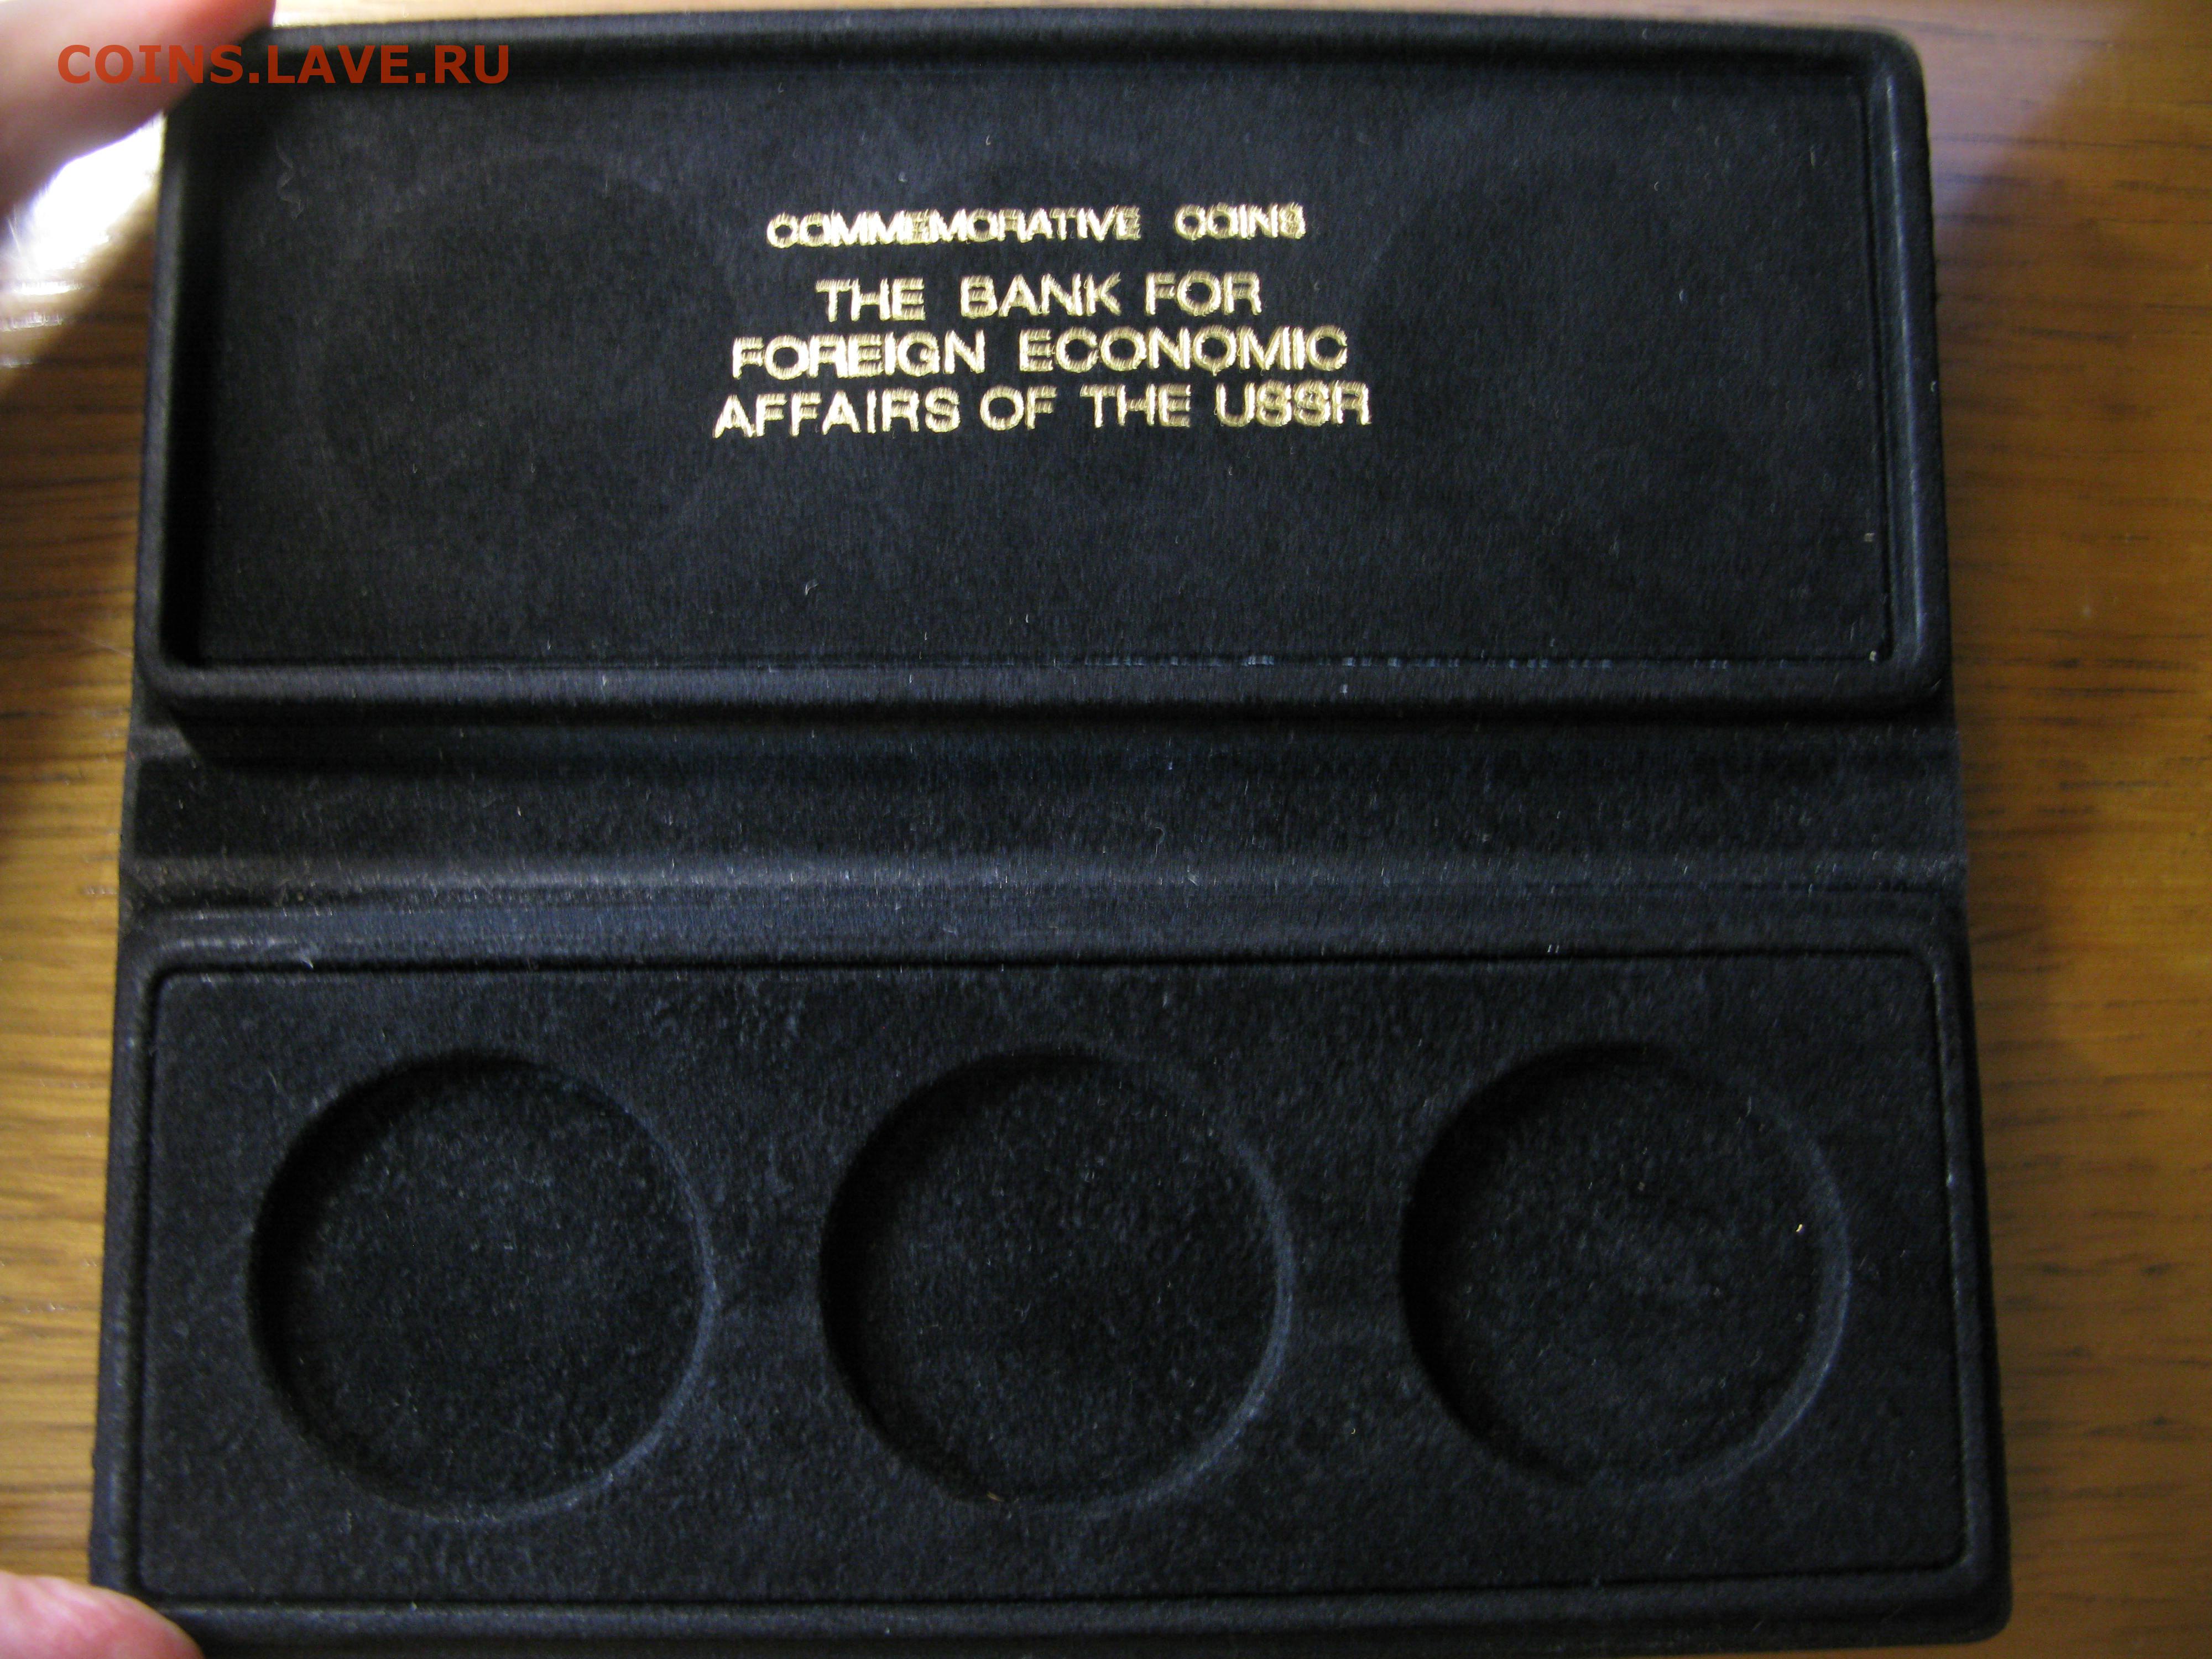 COINS.LAVE.RU
COMMEMORATIVE COINS
THE BANK FOR
FOREIGN ECONOMIC
AFFAIRS OF THE USSR